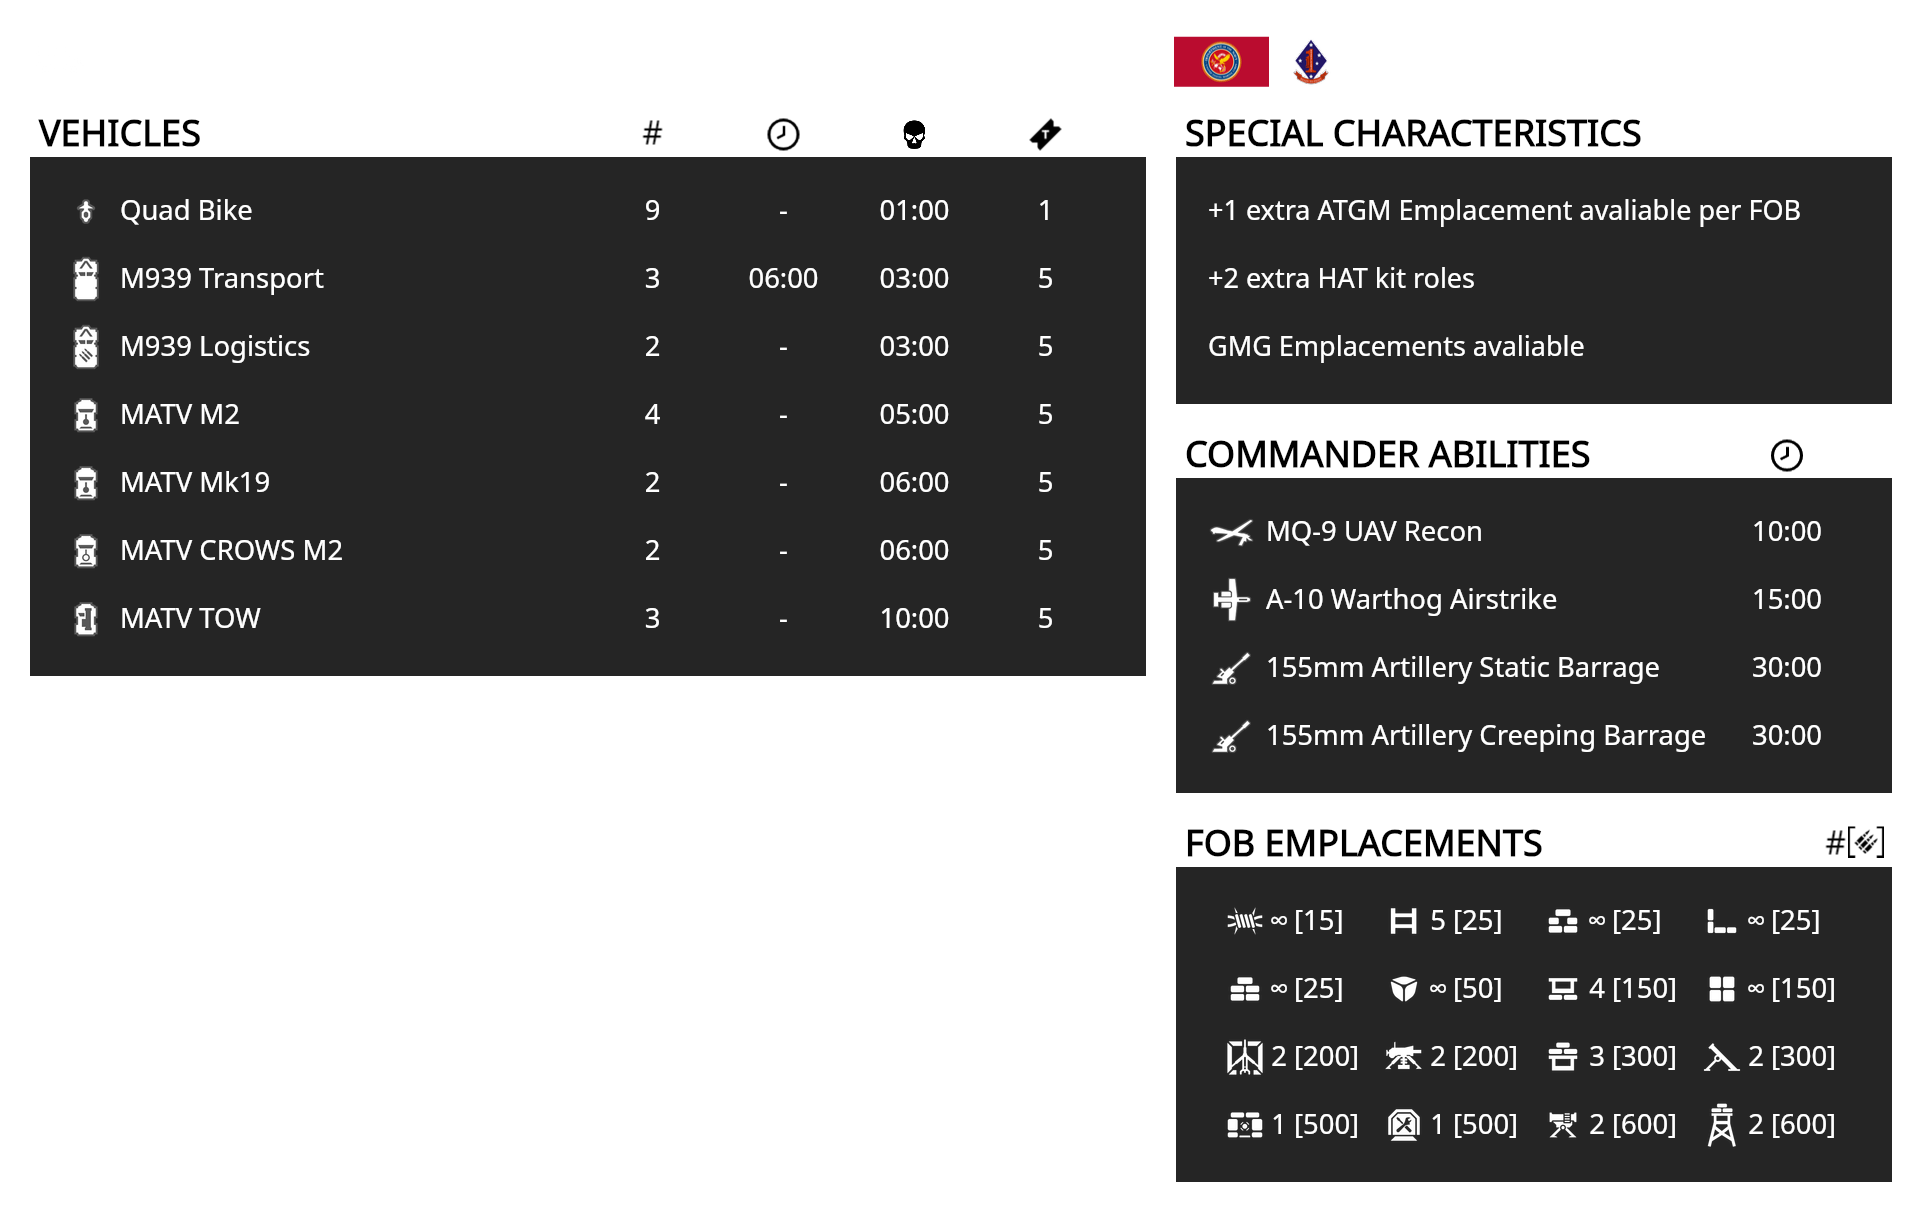 VEHICLES #
Quad Bike 9 - 01:00 1
M939 Transport 3 06:00 03:00 5
M939 Logistics 2 - 03:00 5
MATV M2 4 - 05:00 5
MATV Mk19 2 - 06:00 5
MATV CROWS M2 2 - 06:00 5
MATV TOW 3 - 10:00 5
SPECIAL CHARACTERISTICS
+1 extra ATGM Emplacement avaliable per FOB
+2 extra HAT kit roles
GMG Emplacements avaliable
COMMANDER ABILITIES
MQ-9 UAV Recon 10:00
A-10 Warthog Airstrike 15:00
155mm Artillery Static Barrage 30:00
155mm Artillery Creeping Barrage 30:00
FOB EMPLACEMENTS #[ ]
∞ [15] 5 [25] ∞ [25] ∞ [25]
∞ [25] ∞ [50] 4 [150] ∞ [150]
2 [200] 2 [200] 3 [300] 2 [300]
1 [500] 1 [500] 2 [600] 2 [600]